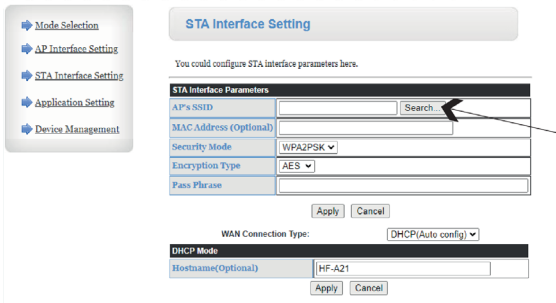 Mode Selection
AP Interface Setting
STA Interface Setting
Application Setting
Device Management
STA Interface Setting
You could configure STA interface parameters here.
STA Interface Parameters
AP's SSID Search...
MAC Address (Optional)
Security Mode WPA2PSK
Encryption Type AES
Pass Phrase
Apply Cancel
WAN Connection Type: DHCP(Auto config)
DHCP Mode
Hostname(Optional) HF-A21
Apply Cancel